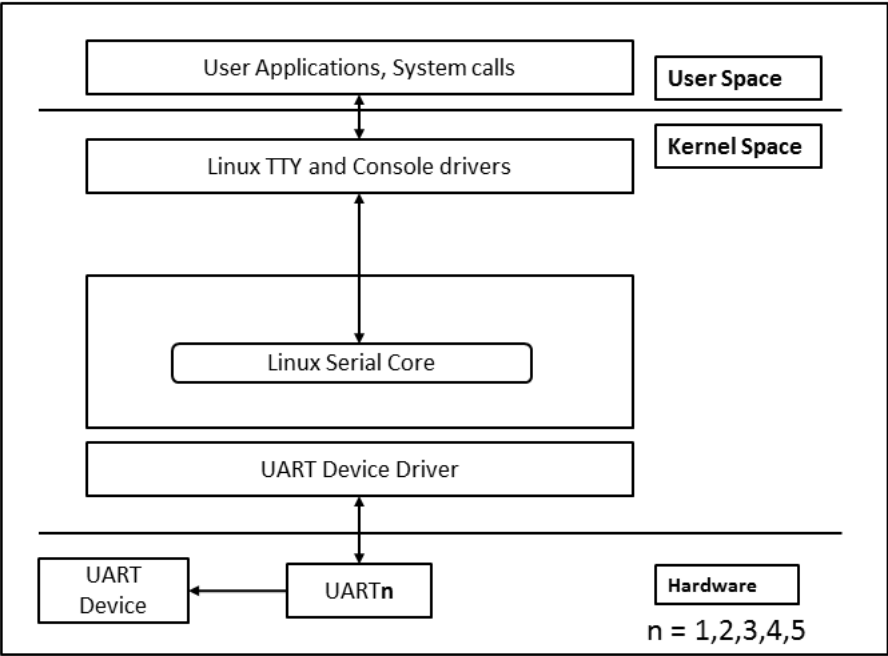 User Applications, System calls
User Space
Kernel Space
Linux TTY and Console drivers
Linux Serial Core
UART Device Driver
UART
Device
UARTn
Hardware
n = 1,2,3,4,5